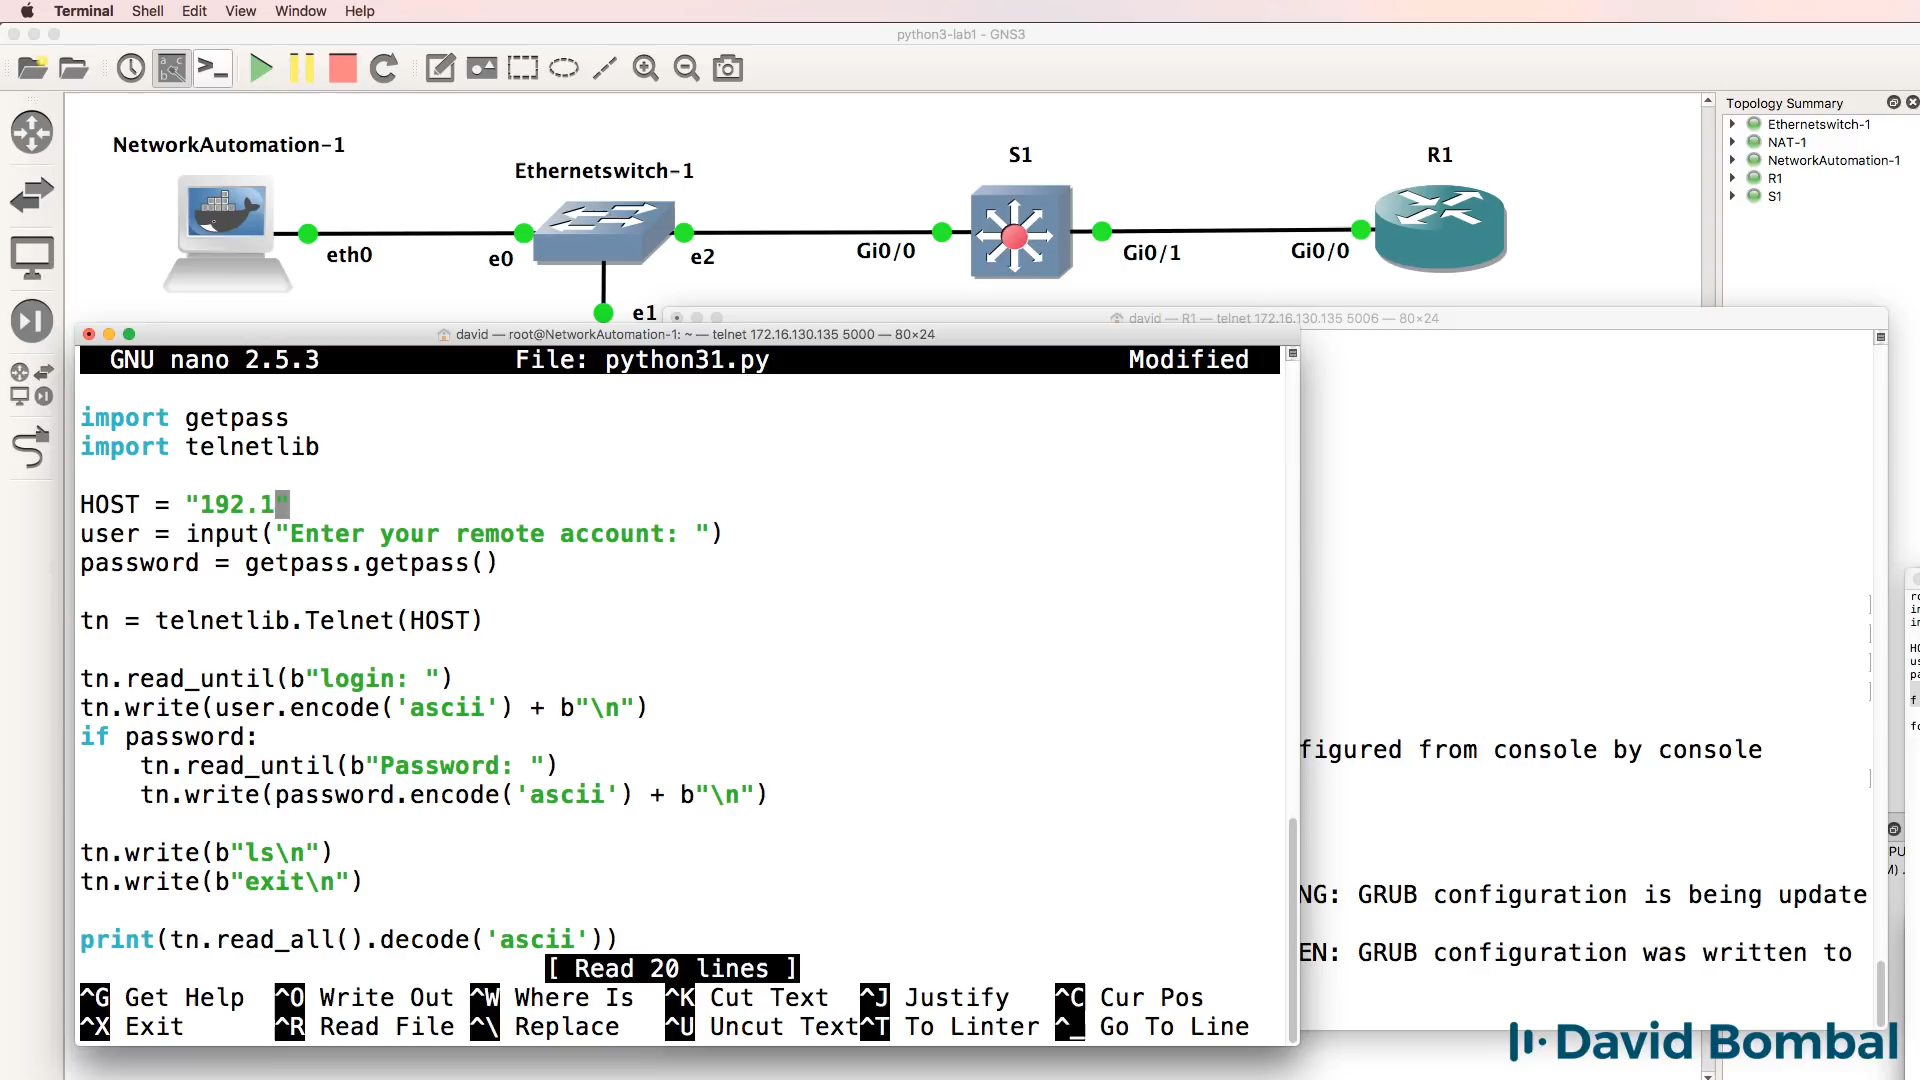 Terminal Shell Edit View Window Help
python3-lab1 - GNS3
NetworkAutomation-1
Ethernetswitch-1
S1
R1
eth0
e0
e2
Gi0/0
Gi0/1
Gi0/0
e1
Topology Summary
Ethernetswitch-1
NAT-1
NetworkAutomation-1
R1
S1
david — R1 — telnet 172.16.130.135 5006 — 80×24
david — root@NetworkAutomation-1: ~ — telnet 172.16.130.135 5000 — 80×24
GNU nano 2.5.3 File: python31.py Modified
import getpass
import telnetlib
HOST = "192.1"
user = input("Enter your remote account: ")
password = getpass.getpass()
tn = telnetlib.Telnet(HOST)
tn.read_until(b"login: ")
tn.write(user.encode('ascii') + b"\n")
if password:
    tn.read_until(b"Password: ")
    tn.write(password.encode('ascii') + b"\n")
tn.write(b"ls\n")
tn.write(b"exit\n")
print(tn.read_all().decode('ascii'))
[ Read 20 lines ]
^G Get Help ^O Write Out ^W Where Is ^K Cut Text ^J Justify ^C Cur Pos
^X Exit ^R Read File ^\ Replace ^U Uncut Text ^T To Linter ^_ Go To Line
figured from console by console
NG: GRUB configuration is being update
EN: GRUB configuration was written to
David Bombal